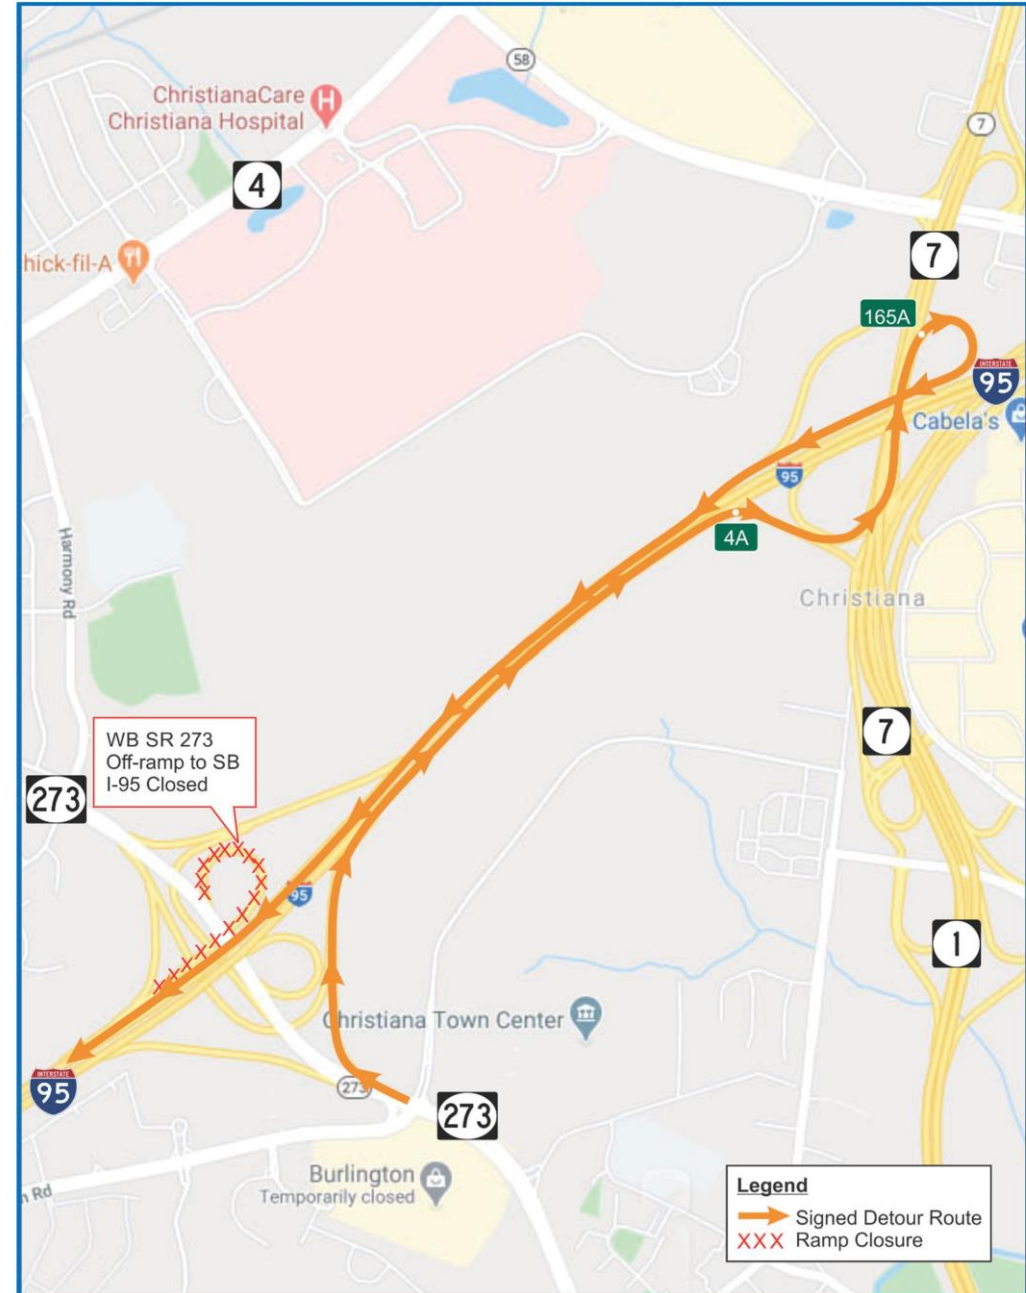 58
ChristianaCare
Christiana Hospital
H
7
4
7
hick-fil-A
165A
INTERSTATE
95
Cabela's
95
4A
Harmony Rd
Christiana
WB SR 273
Off-ramp to SB
I-95 Closed
7
273
95
1
Christiana Town Center
INTERSTATE
95
273
273
n Rd
Burlington
Temporarily closed
Legend
Signed Detour Route
XXX Ramp Closure